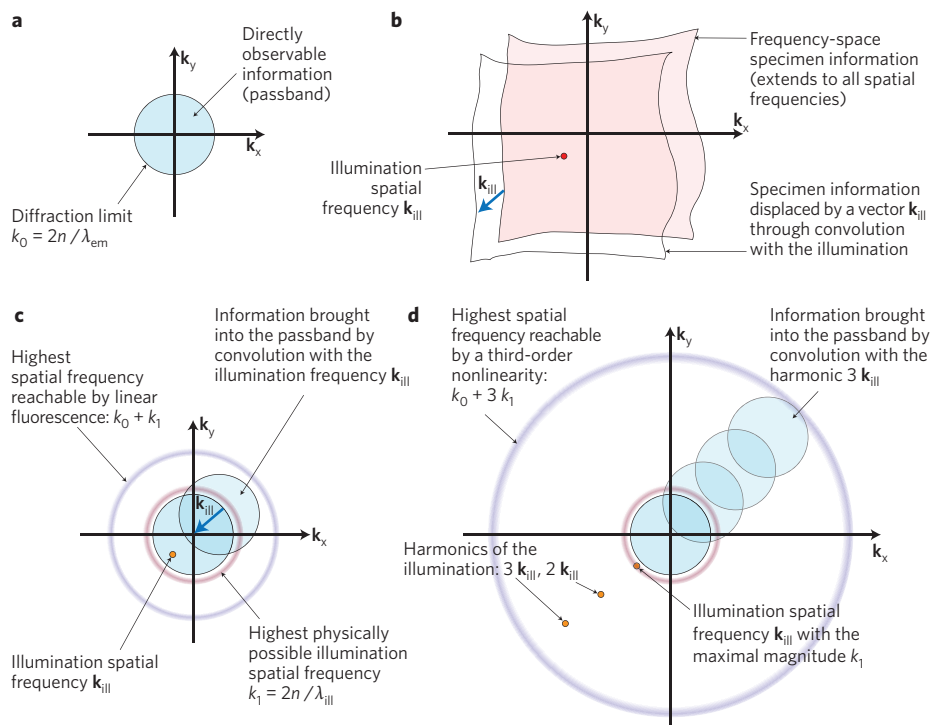 a
Directly
observable
information
(passband)
k_y
k_x
Diffraction limit
k_0 = 2n / λ_em
b
k_y
Frequency-space
specimen information
(extends to all spatial
frequencies)
k_x
Illumination
spatial
frequency k_ill
k_ill
Specimen information
displaced by a vector k_ill
through convolution
with the illumination
c
Information brought
into the passband by
convolution with the
illumination frequency k_ill
Highest
spatial frequency
reachable by linear
fluorescence: k_0 + k_1
k_y
k_ill
k_x
Illumination spatial
frequency k_ill
Highest physically
possible illumination
spatial frequency
k_1 = 2n / λ_ill
d
Highest spatial
frequency reachable
by a third-order
nonlinearity:
k_0 + 3 k_1
k_y
Information brought
into the passband by
convolution with the
harmonic 3 k_ill
k_x
Harmonics of the
illumination: 3 k_ill, 2 k_ill
Illumination spatial
frequency k_ill with the
maximal magnitude k_1